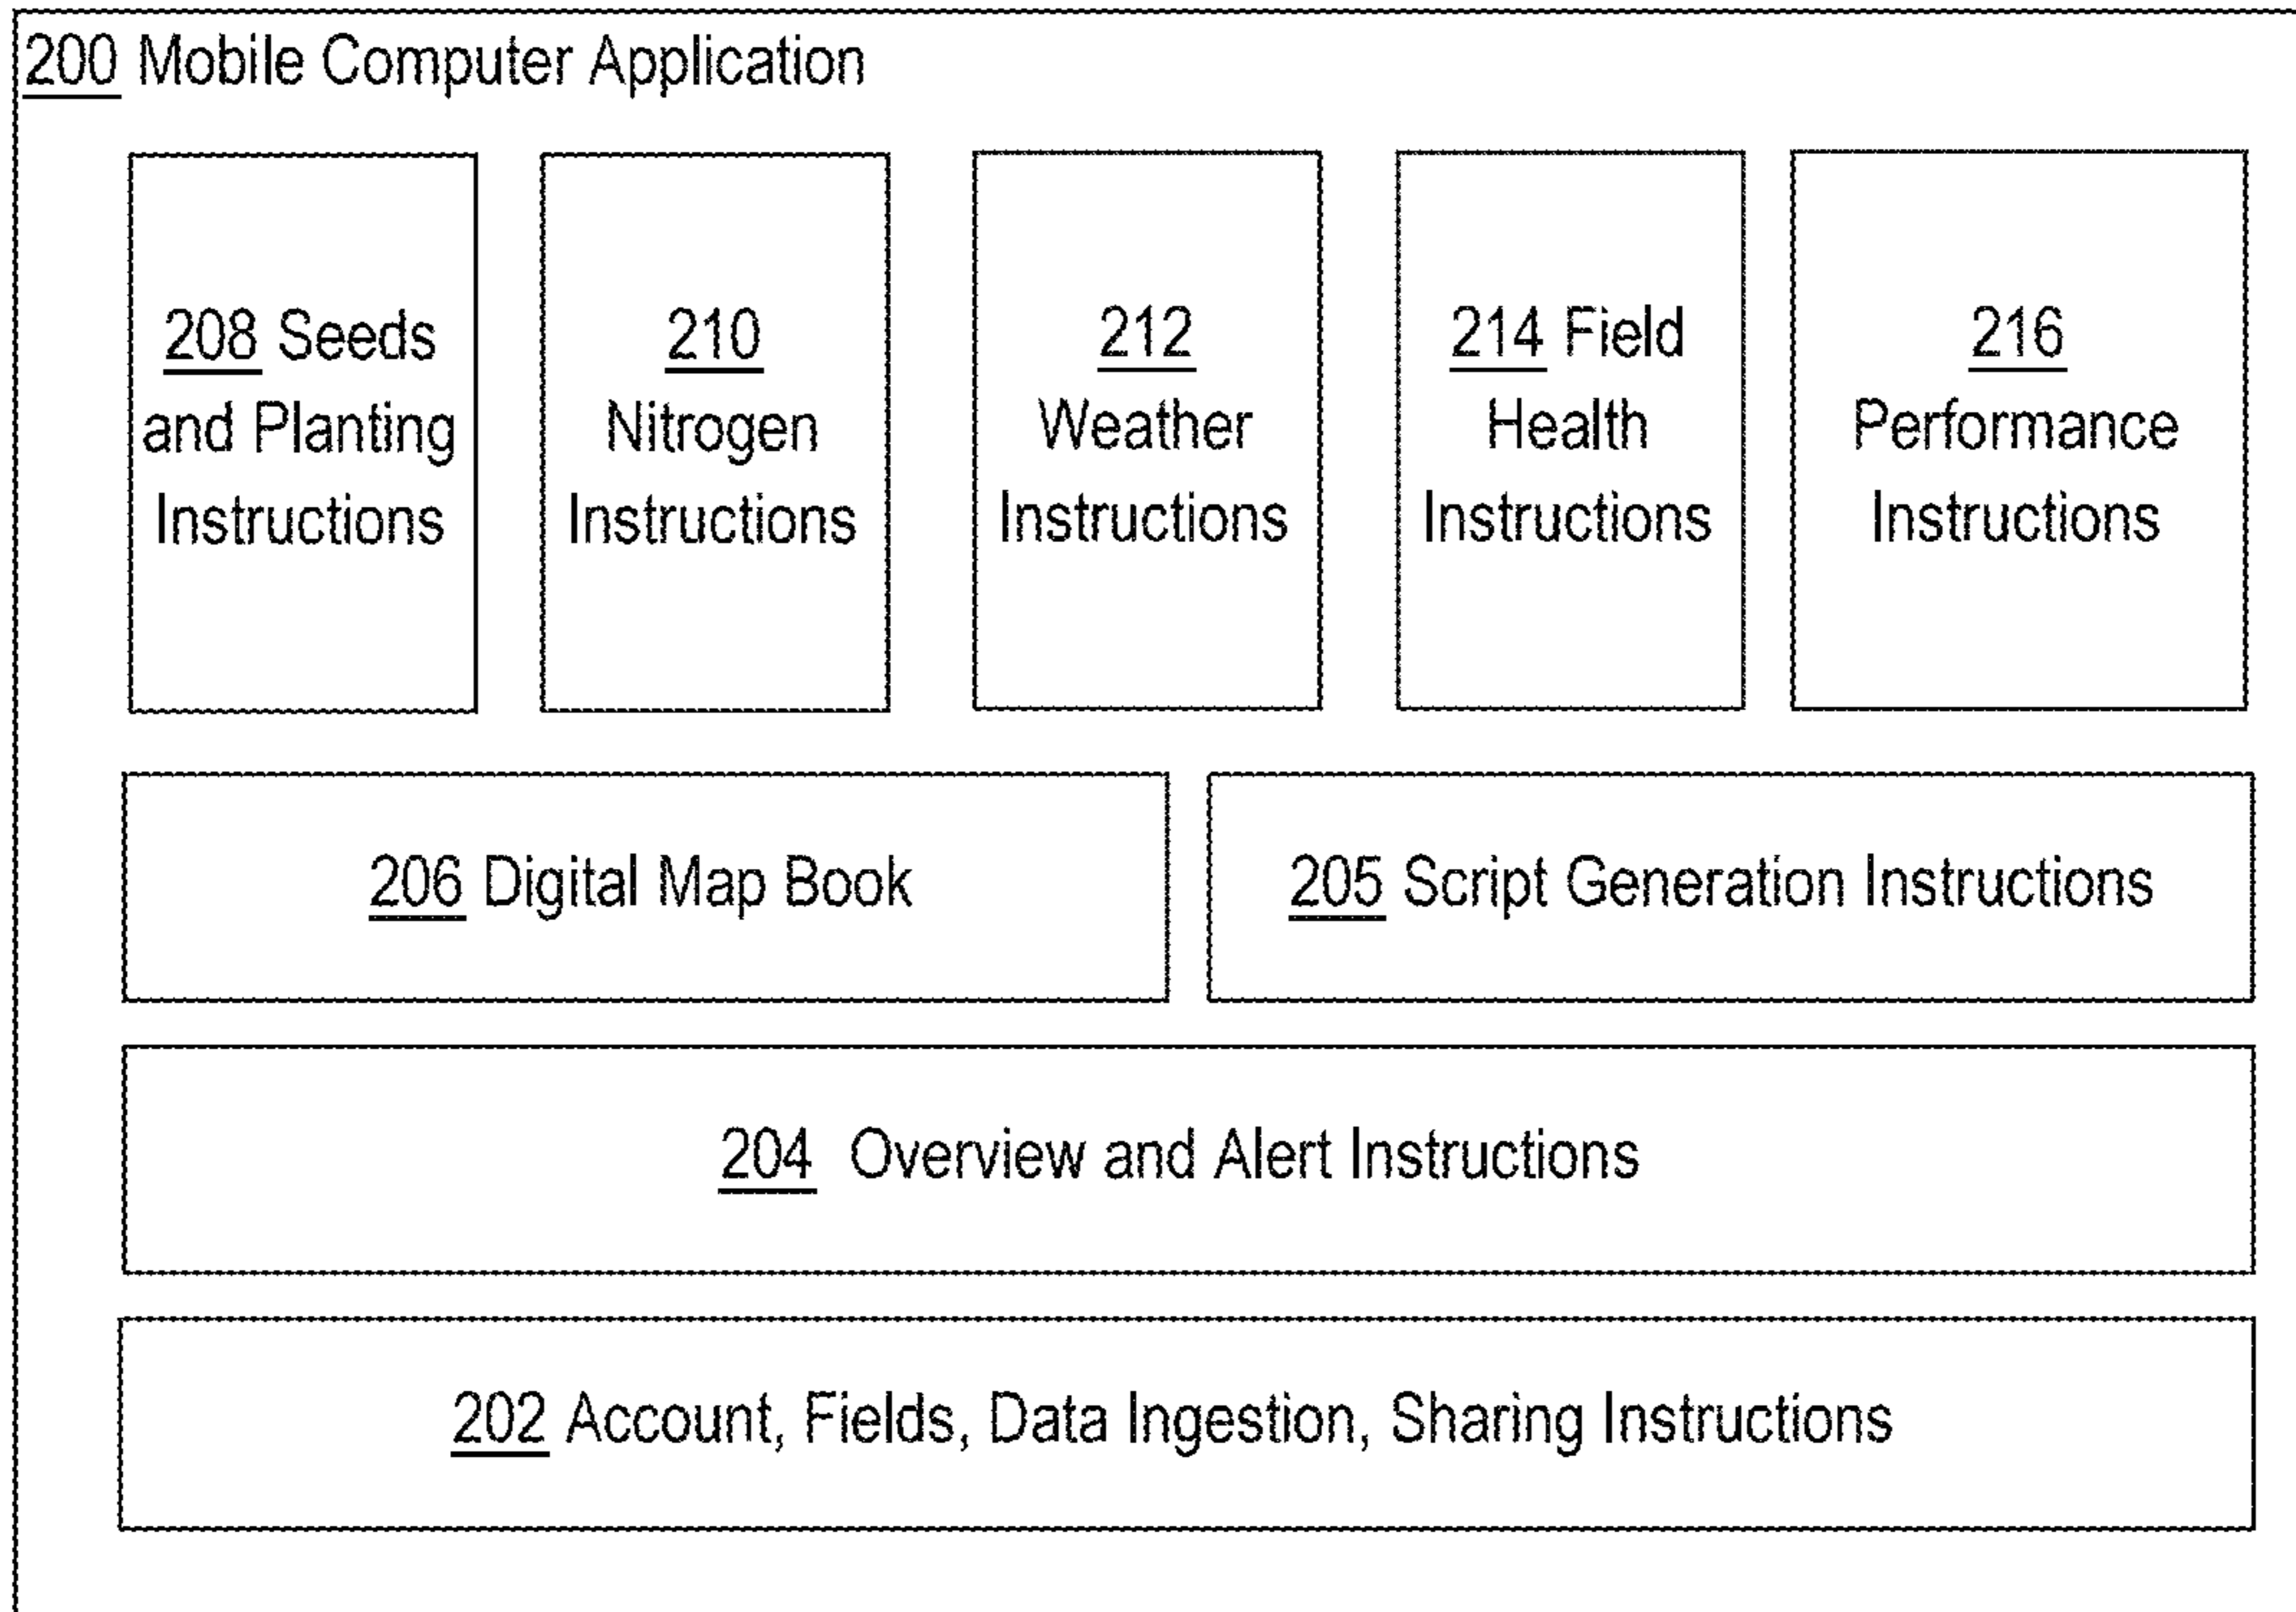 200 Mobile Computer Application
208 Seeds
and Planting
Instructions
210
Nitrogen
Instructions
212
Weather
Instructions
214 Field
Health
Instructions
216
Performance
Instructions
206 Digital Map Book
205 Script Generation Instructions
204 Overview and Alert Instructions
202 Account, Fields, Data Ingestion, Sharing Instructions